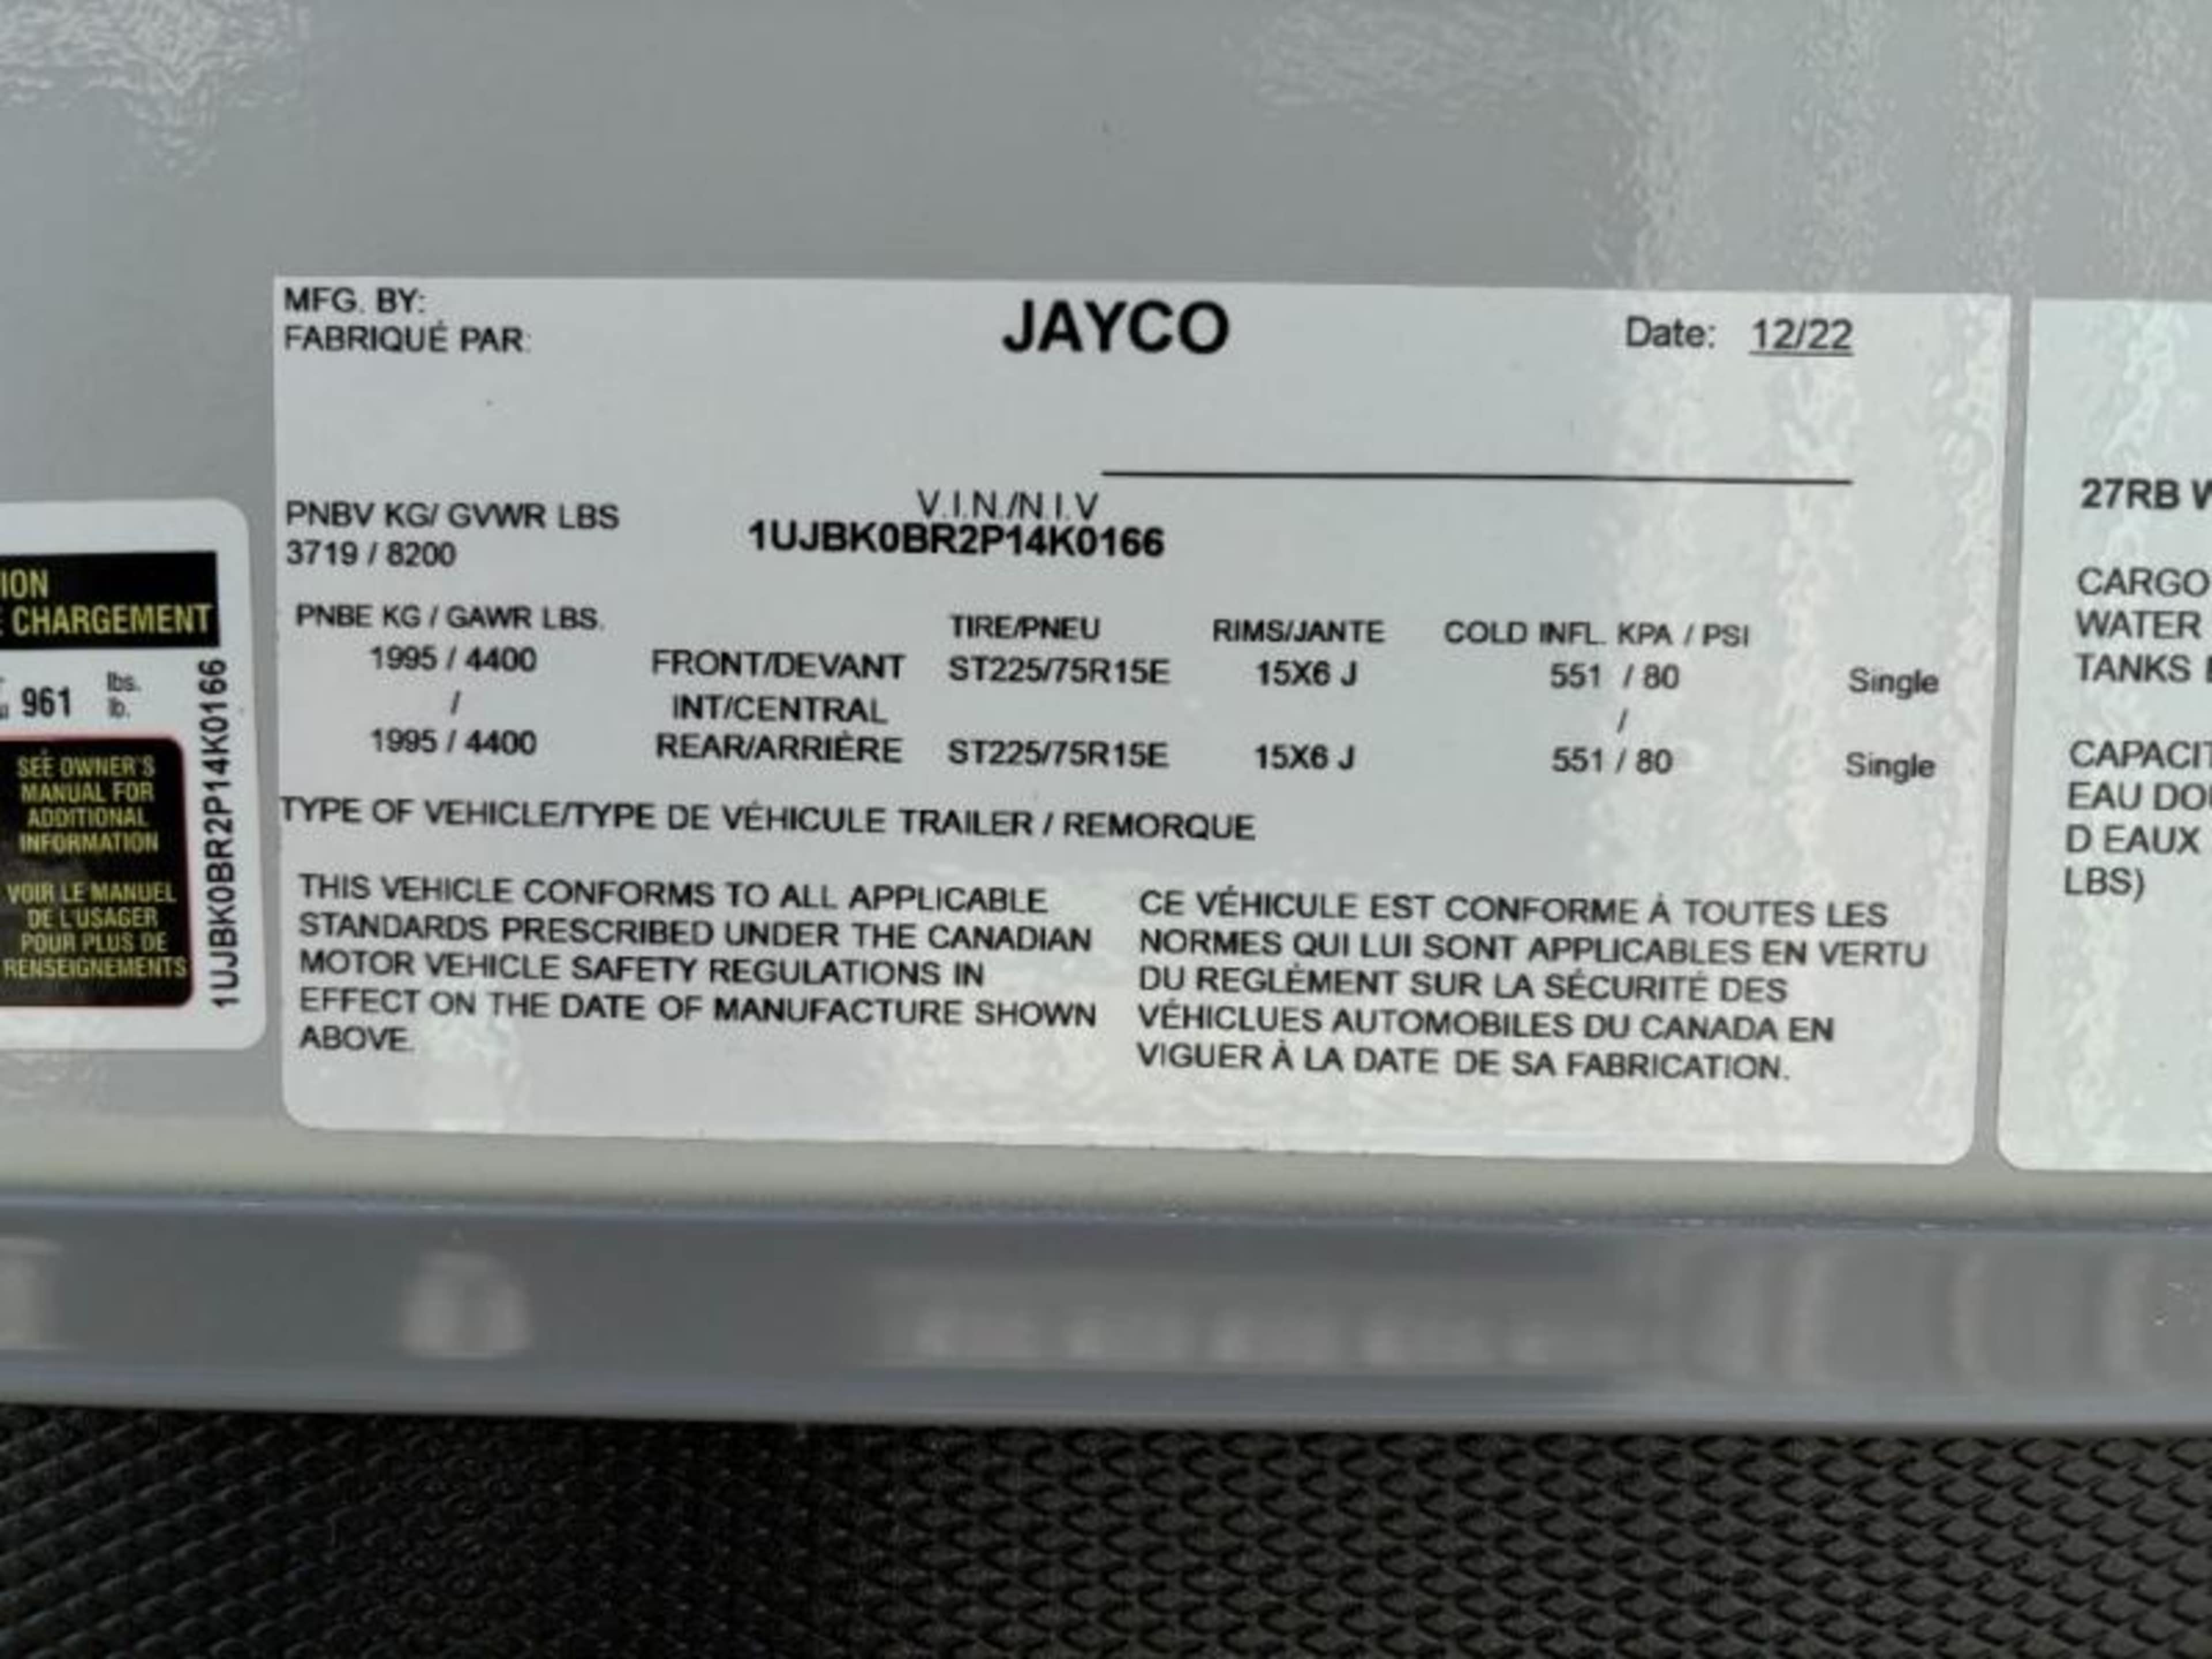 MFG. BY:
FABRIQUÉ PAR:
JAYCO
Date: 12/22
PNBV KG/ GVWR LBS
3719 / 8200
V.I.N./N.I.V
1UJBK0BR2P14K0166
PNBE KG / GAWR LBS. TIRE/PNEU RIMS/JANTE COLD INFL. KPA / PSI
1995 / 4400 FRONT/DEVANT ST225/75R15E 15X6 J 551 / 80 Single
/ INT/CENTRAL /
1995 / 4400 REAR/ARRIÈRE ST225/75R15E 15X6 J 551 / 80 Single
TYPE OF VEHICLE/TYPE DE VÉHICULE TRAILER / REMORQUE
THIS VEHICLE CONFORMS TO ALL APPLICABLE
STANDARDS PRESCRIBED UNDER THE CANADIAN
MOTOR VEHICLE SAFETY REGULATIONS IN
EFFECT ON THE DATE OF MANUFACTURE SHOWN
ABOVE.
CE VÉHICULE EST CONFORME À TOUTES LES
NORMES QUI LUI SONT APPLICABLES EN VERTU
DU REGLÉMENT SUR LA SÉCURITÉ DES
VÉHICLUES AUTOMOBILES DU CANADA EN
VIGUER À LA DATE DE SA FABRICATION.
ION
CHARGEMENT
961 lbs.
lb.
SEE OWNER'S
MANUAL FOR
ADDITIONAL
INFORMATION
VOIR LE MANUEL
DE L'USAGER
POUR PLUS DE
RENSEIGNEMENTS
1UJBK0BR2P14K0166
27RB W
CARGO
WATER
TANKS
CAPACIT
EAU DO
D EAUX
LBS)